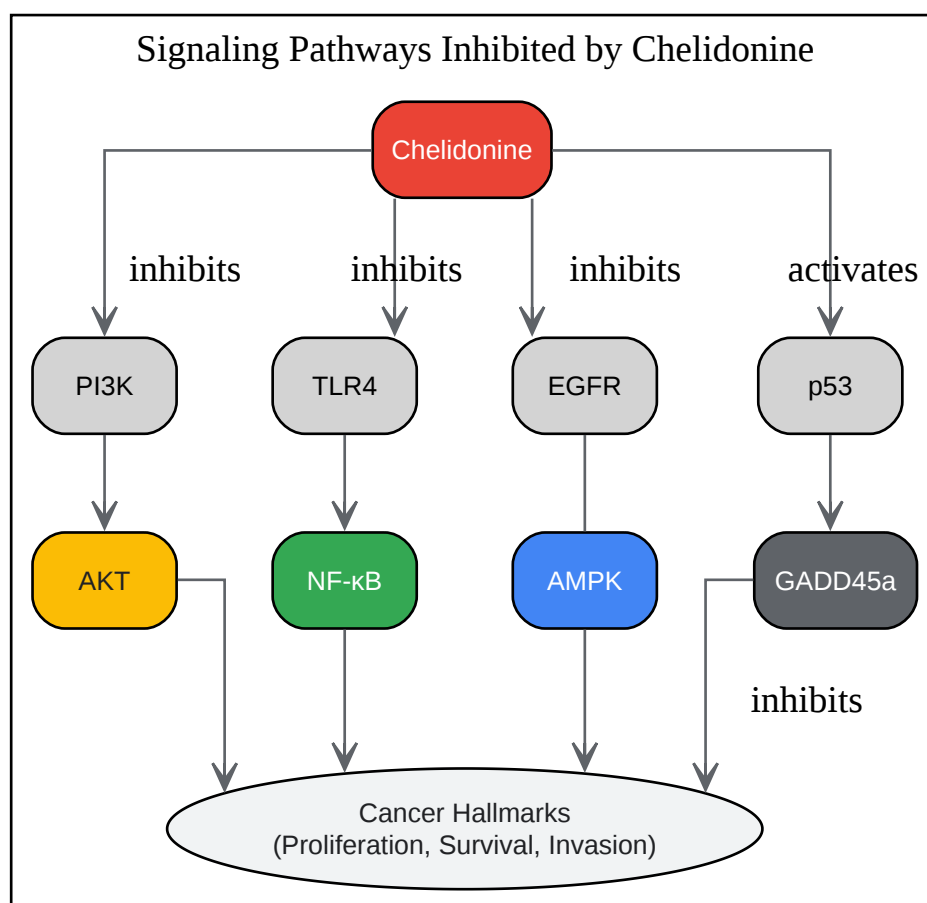 Signaling Pathways Inhibited by Chelidonine
Chelidonine
inhibits
inhibits
inhibits
activates
PI3K
TLR4
EGFR
p53
AKT
NF-κB
AMPK
GADD45a
inhibits
Cancer Hallmarks
(Proliferation, Survival, Invasion)